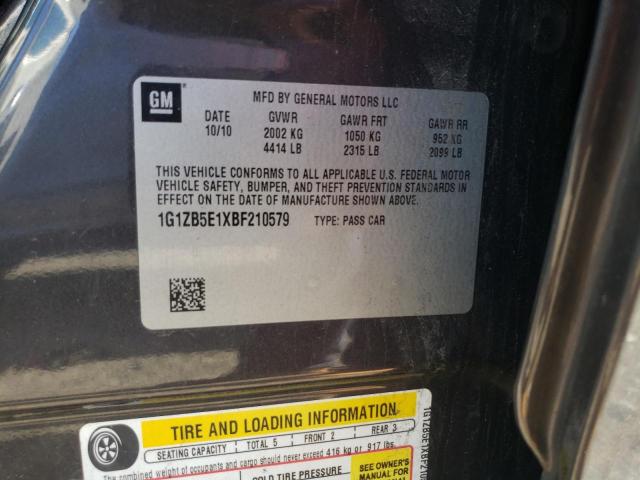 GM
MFD BY GENERAL MOTORS LLC
DATE GVWR GAWR FRT GAWR RR
10/10 2002 KG 1050 KG 952 KG
4414 LB 2315 LB 2099 LB
THIS VEHICLE CONFORMS TO ALL APPLICABLE U.S. FEDERAL MOTOR
VEHICLE SAFETY, BUMPER, AND THEFT PREVENTION STANDARDS IN
EFFECT ON THE DATE OF MANUFACTURE SHOWN ABOVE.
1G1ZB5E1XBF210579 TYPE: PASS CAR
TIRE AND LOADING INFORMATION
SEATING CAPACITY TOTAL 5 FRONT 2 REAR 3
The combined weight of occupants and cargo should never exceed 416 kg or 917 lbs.
COLD TIRE PRESSURE
SEE OWNER'S
MANUAL FOR
1G1ZB5E1XBF210